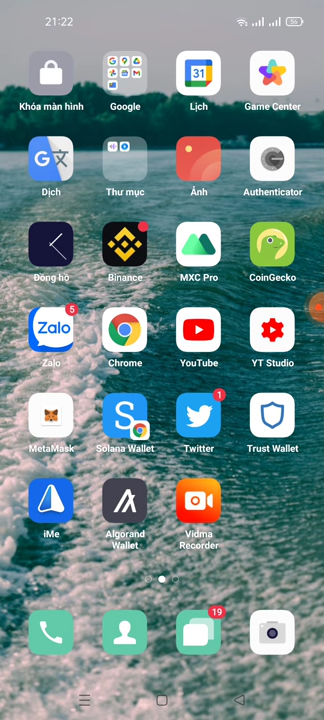 21:22
56
Khóa màn hình
Google
31
Lịch
Game Center
G
Dịch
Thư mục
Ảnh
Authenticator
Đồng hồ
Binance
MXC Pro
CoinGecko
Zalo
5
Zalo
Chrome
YouTube
YT Studio
MetaMask
S
Solana Wallet
1
Twitter
Trust Wallet
iMe
Algorand
Wallet
Vidma
Recorder
19